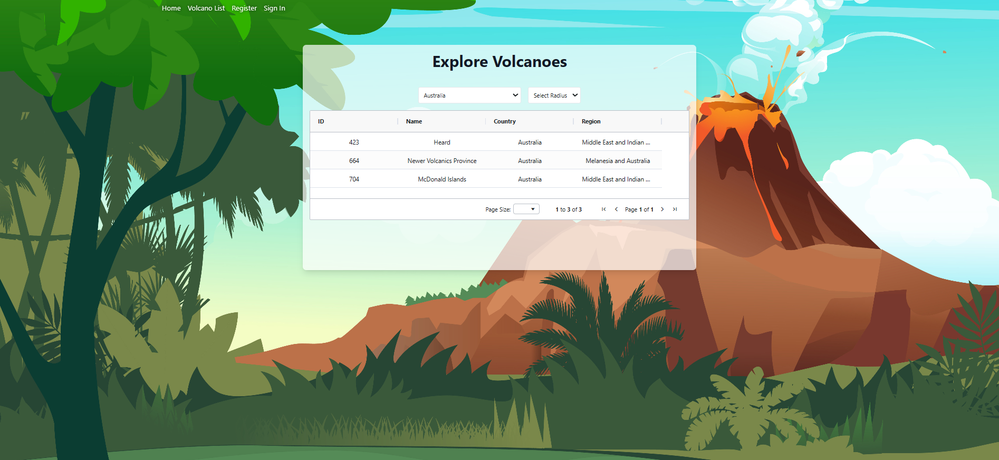 Home Volcano List Register Sign In
Explore Volcanoes
Australia Select Radius
ID Name Country Region
423 Heard Australia Middle East and Indian ...
664 Newer Volcanics Province Australia Melanesia and Australia
704 McDonald Islands Australia Middle East and Indian ...
Page Size: 1 to 3 of 3 Page 1 of 1